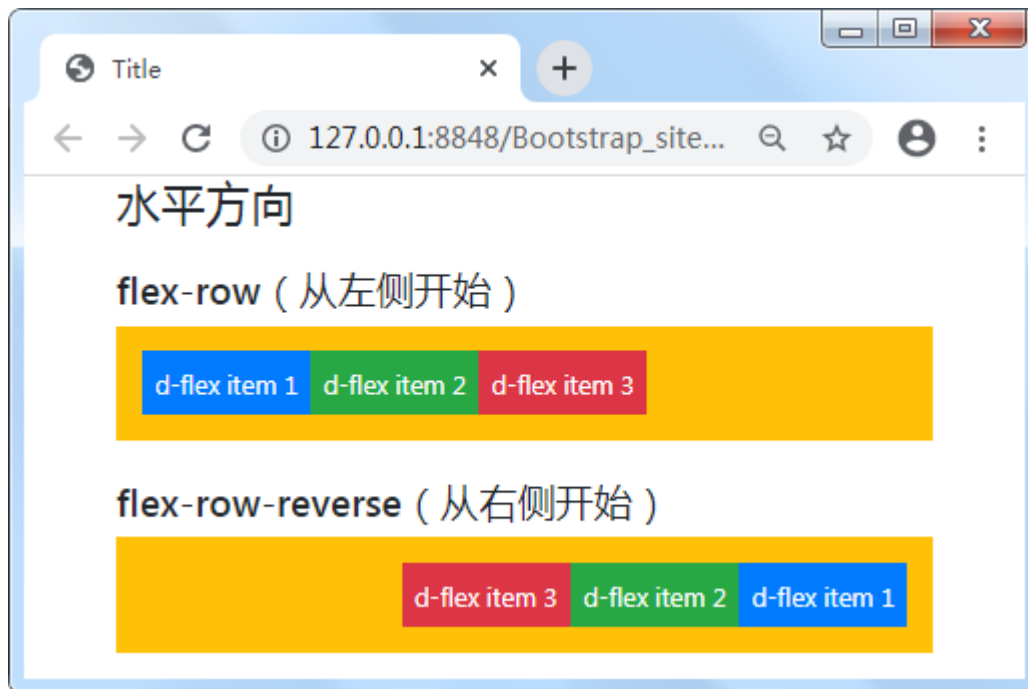 Title
127.0.0.1:8848/Bootstrap_site...
水平方向
flex-row（从左侧开始）
d-flex item 1 d-flex item 2 d-flex item 3
flex-row-reverse（从右侧开始）
d-flex item 3 d-flex item 2 d-flex item 1